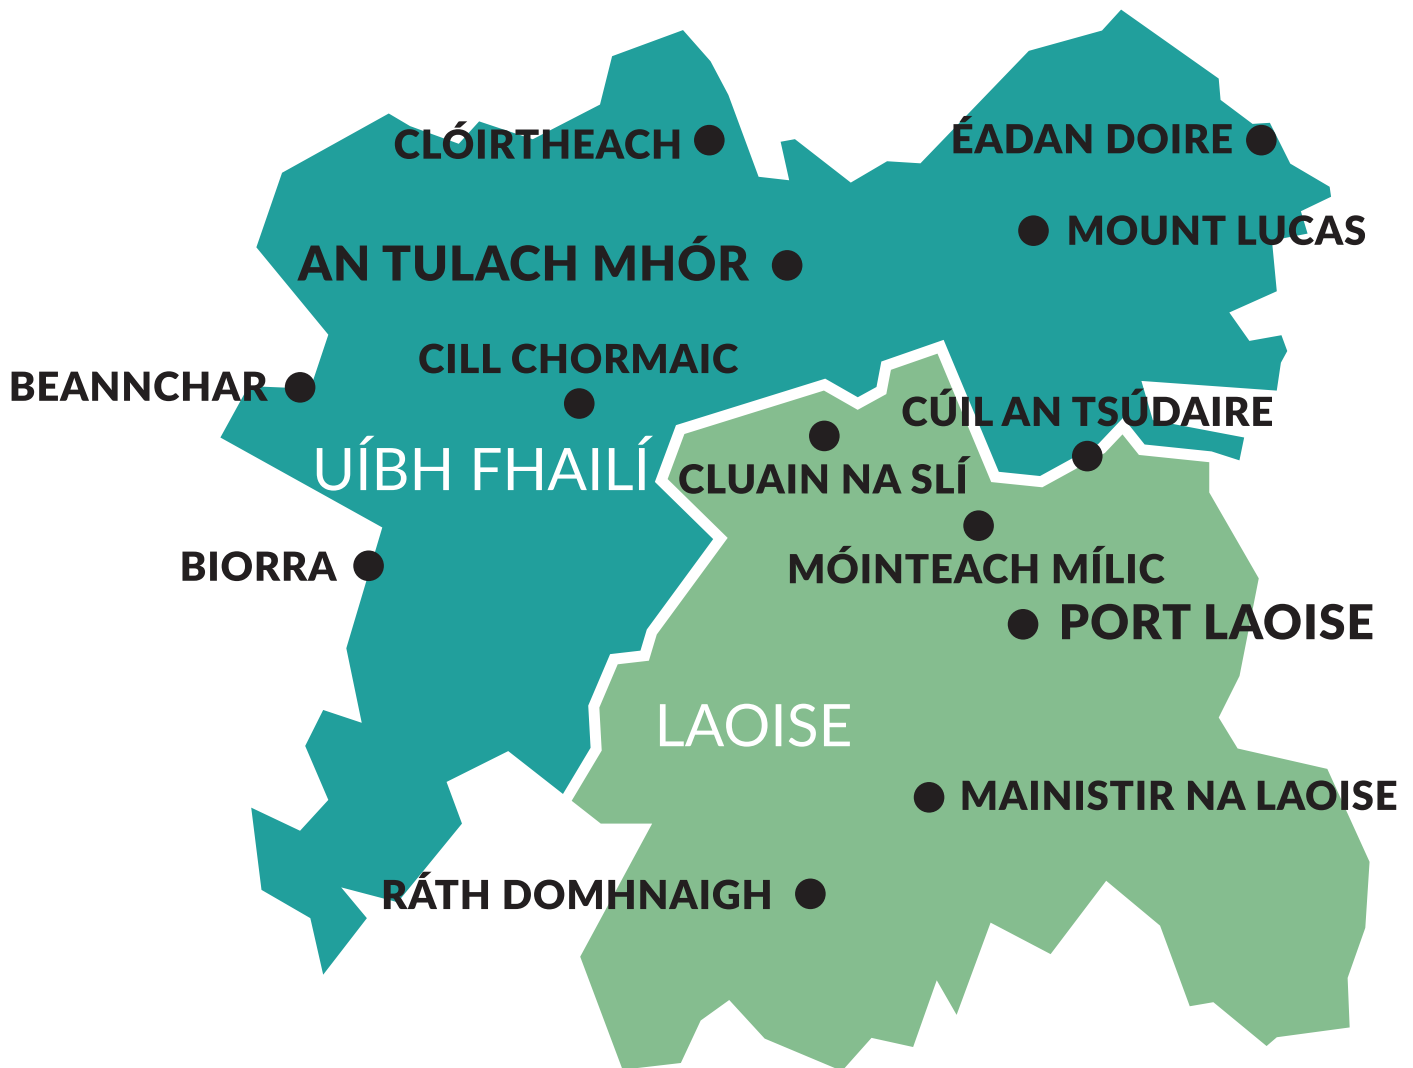 CLÓIRTHEACH
ÉADAN DOIRE
MOUNT LUCAS
AN TULACH MHÓR
CILL CHORMAIC
BEANNCHAR
CÚIL AN TSÚDAIRE
UÍBH FHAILÍ
CLUAIN NA SLÍ
BIORRA
MÓINTEACH MÍLIC
PORT LAOISE
LAOISE
MAINISTIR NA LAOISE
RÁTH DOMHNAIGH